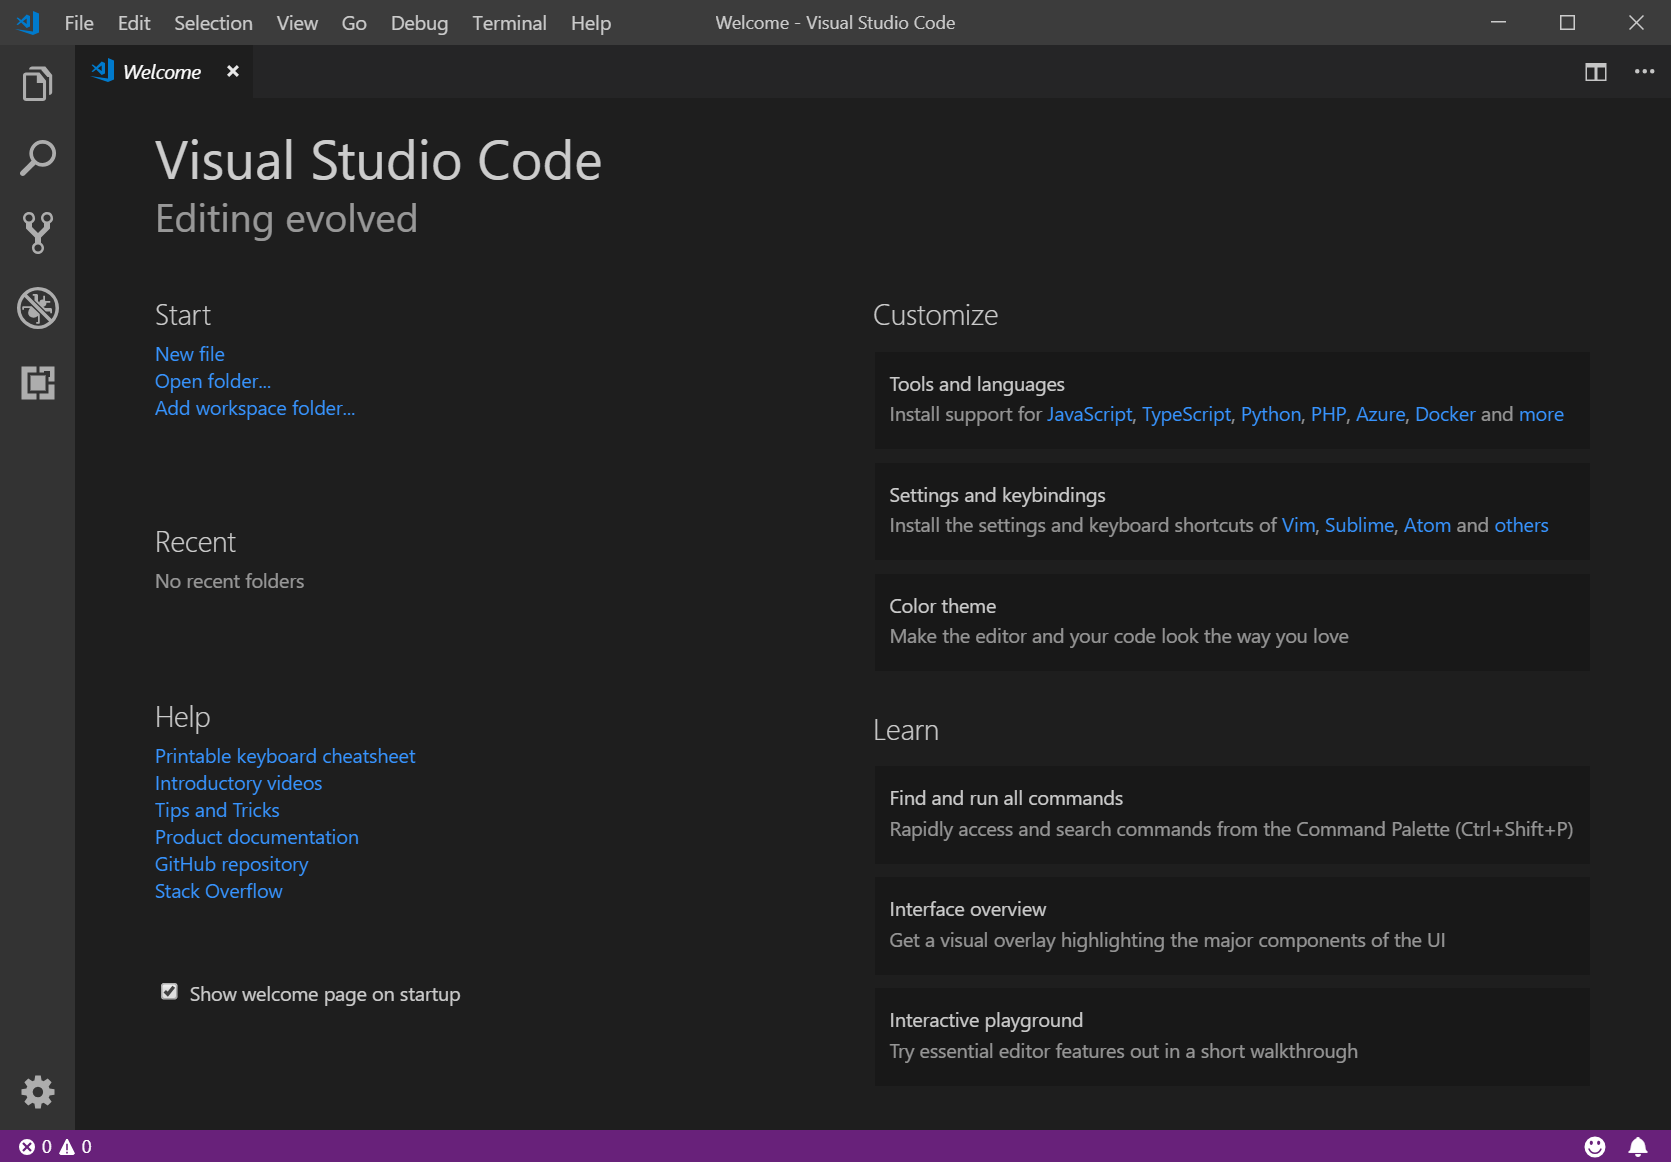 File Edit Selection View Go Debug Terminal Help Welcome - Visual Studio Code
Welcome
Visual Studio Code
Editing evolved
Start
New file
Open folder...
Add workspace folder...
Recent
No recent folders
Help
Printable keyboard cheatsheet
Introductory videos
Tips and Tricks
Product documentation
GitHub repository
Stack Overflow
Show welcome page on startup
Customize
Tools and languages
Install support for JavaScript, TypeScript, Python, PHP, Azure, Docker and more
Settings and keybindings
Install the settings and keyboard shortcuts of Vim, Sublime, Atom and others
Color theme
Make the editor and your code look the way you love
Learn
Find and run all commands
Rapidly access and search commands from the Command Palette (Ctrl+Shift+P)
Interface overview
Get a visual overlay highlighting the major components of the UI
Interactive playground
Try essential editor features out in a short walkthrough
0 0